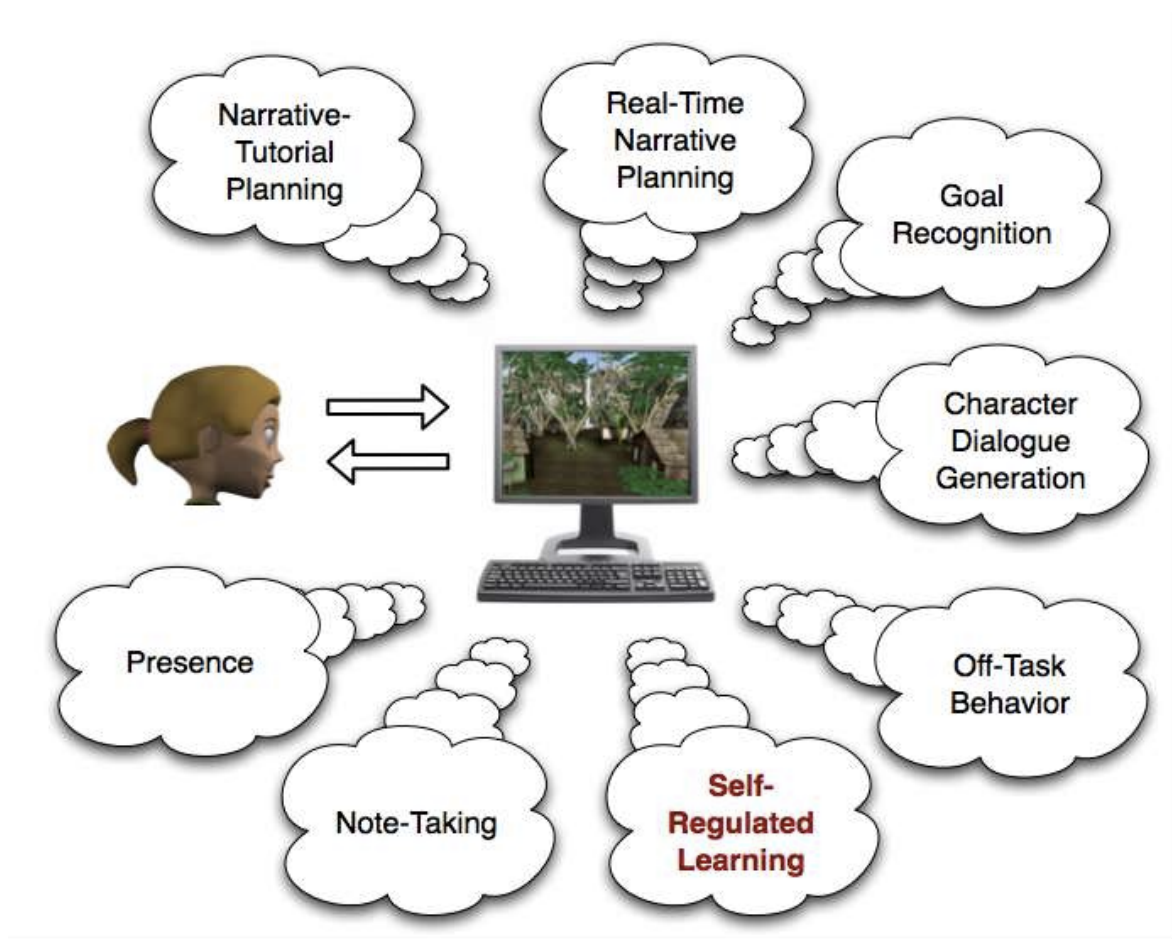 Narrative-
Tutorial
Planning
Real-Time
Narrative
Planning
Goal
Recognition
Character
Dialogue
Generation
Presence
Off-Task
Behavior
Note-Taking
Self-
Regulated
Learning